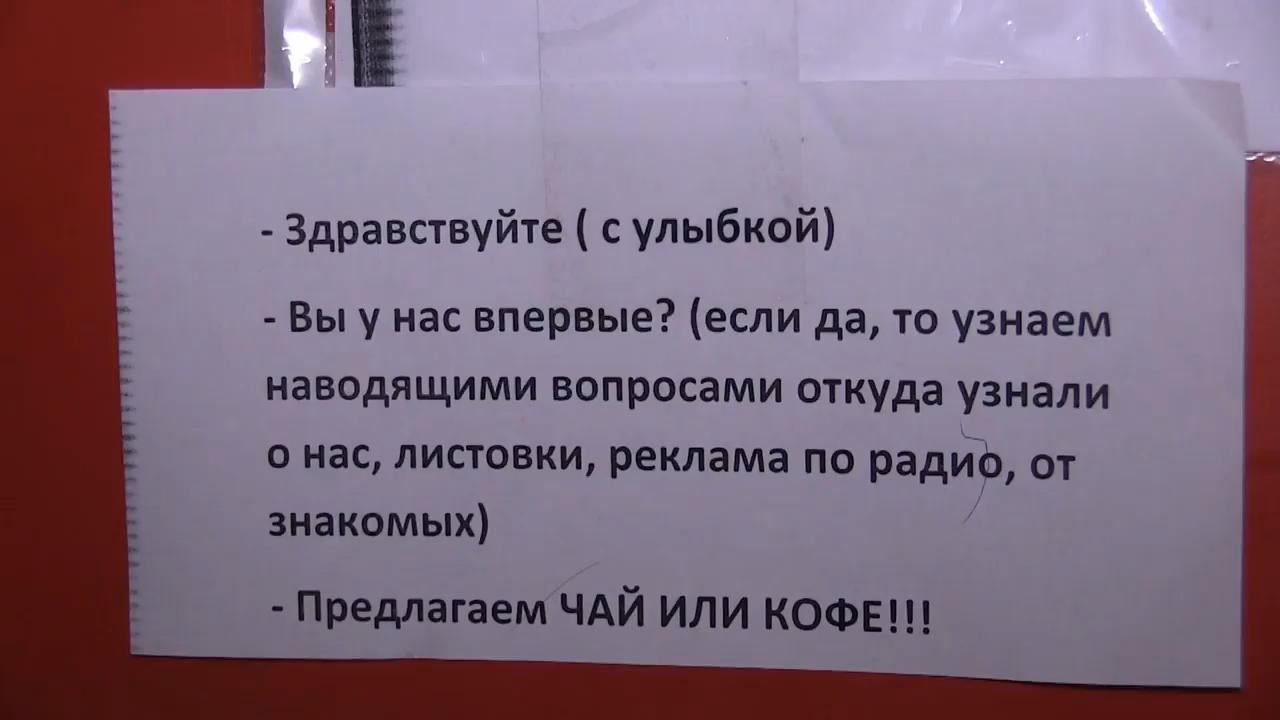 - Здравствуйте ( с улыбкой)
- Вы у нас впервые? (если да, то узнаем
наводящими вопросами откуда узнали
о нас, листовки, реклама по радио, от
знакомых)
- Предлагаем ЧАЙ ИЛИ КОФЕ!!!